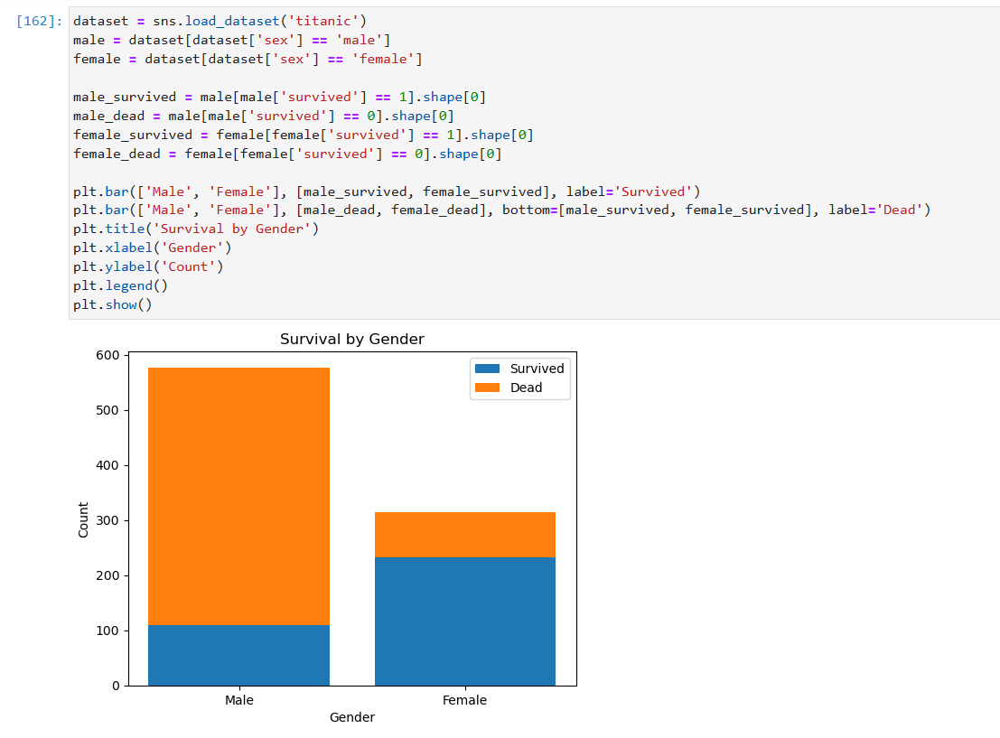 [162]: dataset = sns.load_dataset('titanic')
male = dataset[dataset['sex'] == 'male']
female = dataset[dataset['sex'] == 'female']
male_survived = male[male['survived'] == 1].shape[0]
male_dead = male[male['survived'] == 0].shape[0]
female_survived = female[female['survived'] == 1].shape[0]
female_dead = female[female['survived'] == 0].shape[0]
plt.bar(['Male', 'Female'], [male_survived, female_survived], label='Survived')
plt.bar(['Male', 'Female'], [male_dead, female_dead], bottom=[male_survived, female_survived], label='Dead')
plt.title('Survival by Gender')
plt.xlabel('Gender')
plt.ylabel('Count')
plt.legend()
plt.show()
Survival by Gender
600
500
400
300
200
100
0
Count
Survived
Dead
Male Female
Gender